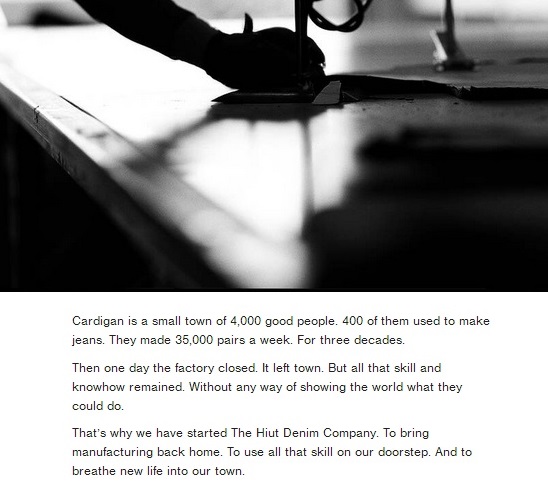 Cardigan is a small town of 4,000 good people. 400 of them used to make
jeans. They made 35,000 pairs a week. For three decades.
Then one day the factory closed. It left town. But all that skill and
knowhow remained. Without any way of showing the world what they
could do.
That's why we have started The Hiut Denim Company. To bring
manufacturing back home. To use all that skill on our doorstep. And to
breathe new life into our town.